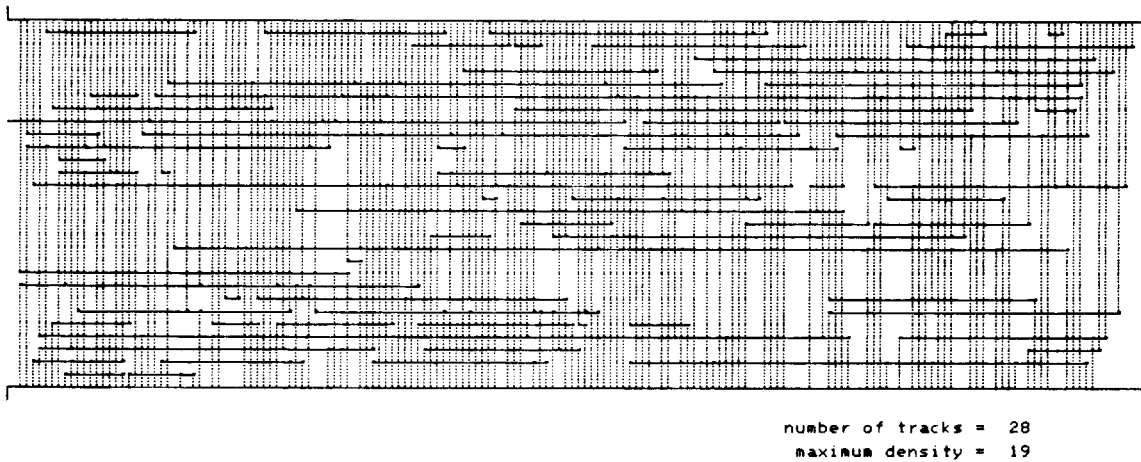 number of tracks = 28
maximum density = 19